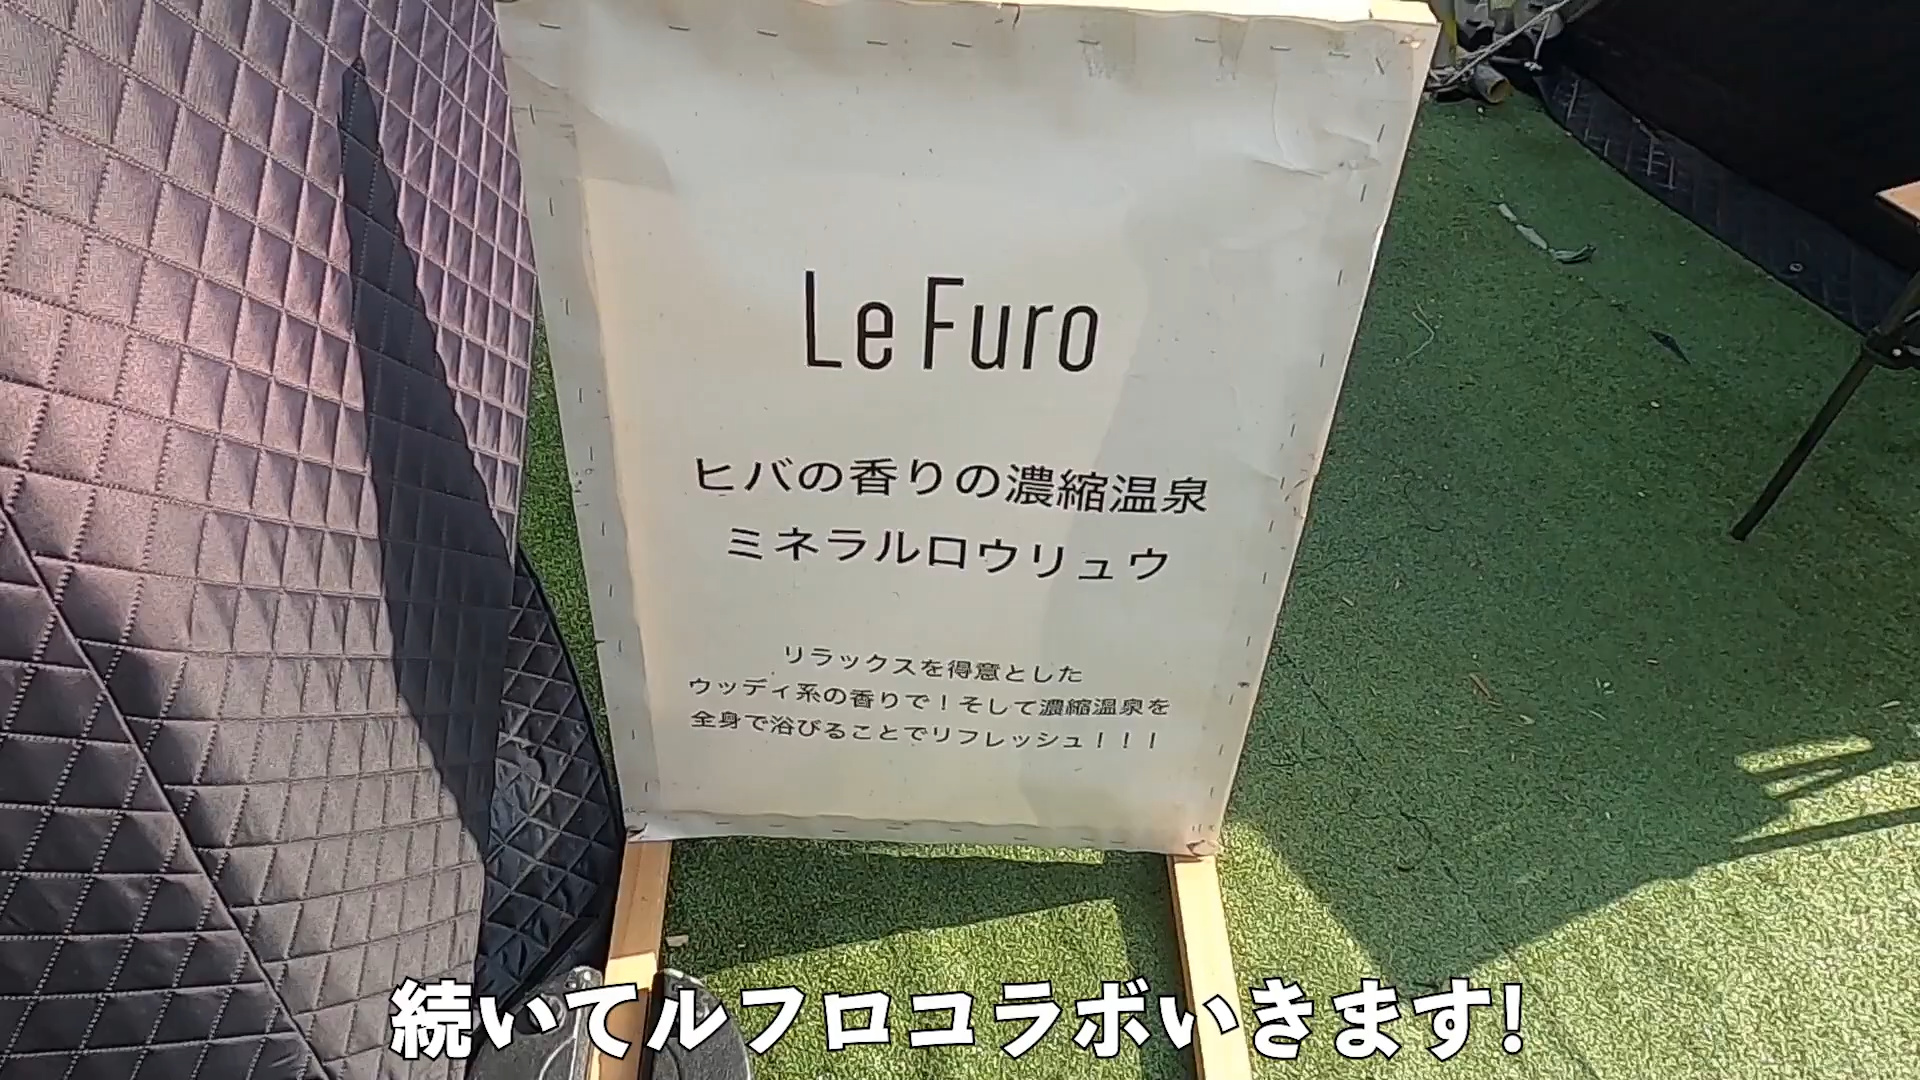 Le Furo
ヒバの香りの濃縮温泉
ミネラルロウリュウ
リラックスを得意とした
ウッディ系の香りで！そして濃縮温泉を
全身で浴びることでリフレッシュ！！！
続いてルフロコラボいきます!